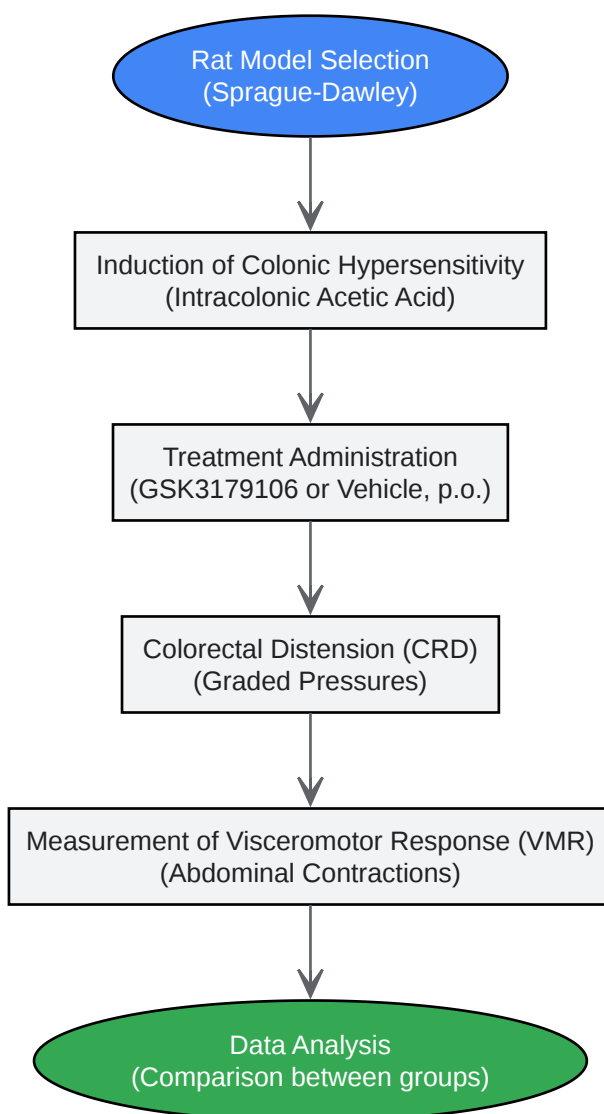 Rat Model Selection
(Sprague-Dawley)
Induction of Colonic Hypersensitivity
(Intracolonic Acetic Acid)
Treatment Administration
(GSK3179106 or Vehicle, p.o.)
Colorectal Distension (CRD)
(Graded Pressures)
Measurement of Visceromotor Response (VMR)
(Abdominal Contractions)
Data Analysis
(Comparison between groups)